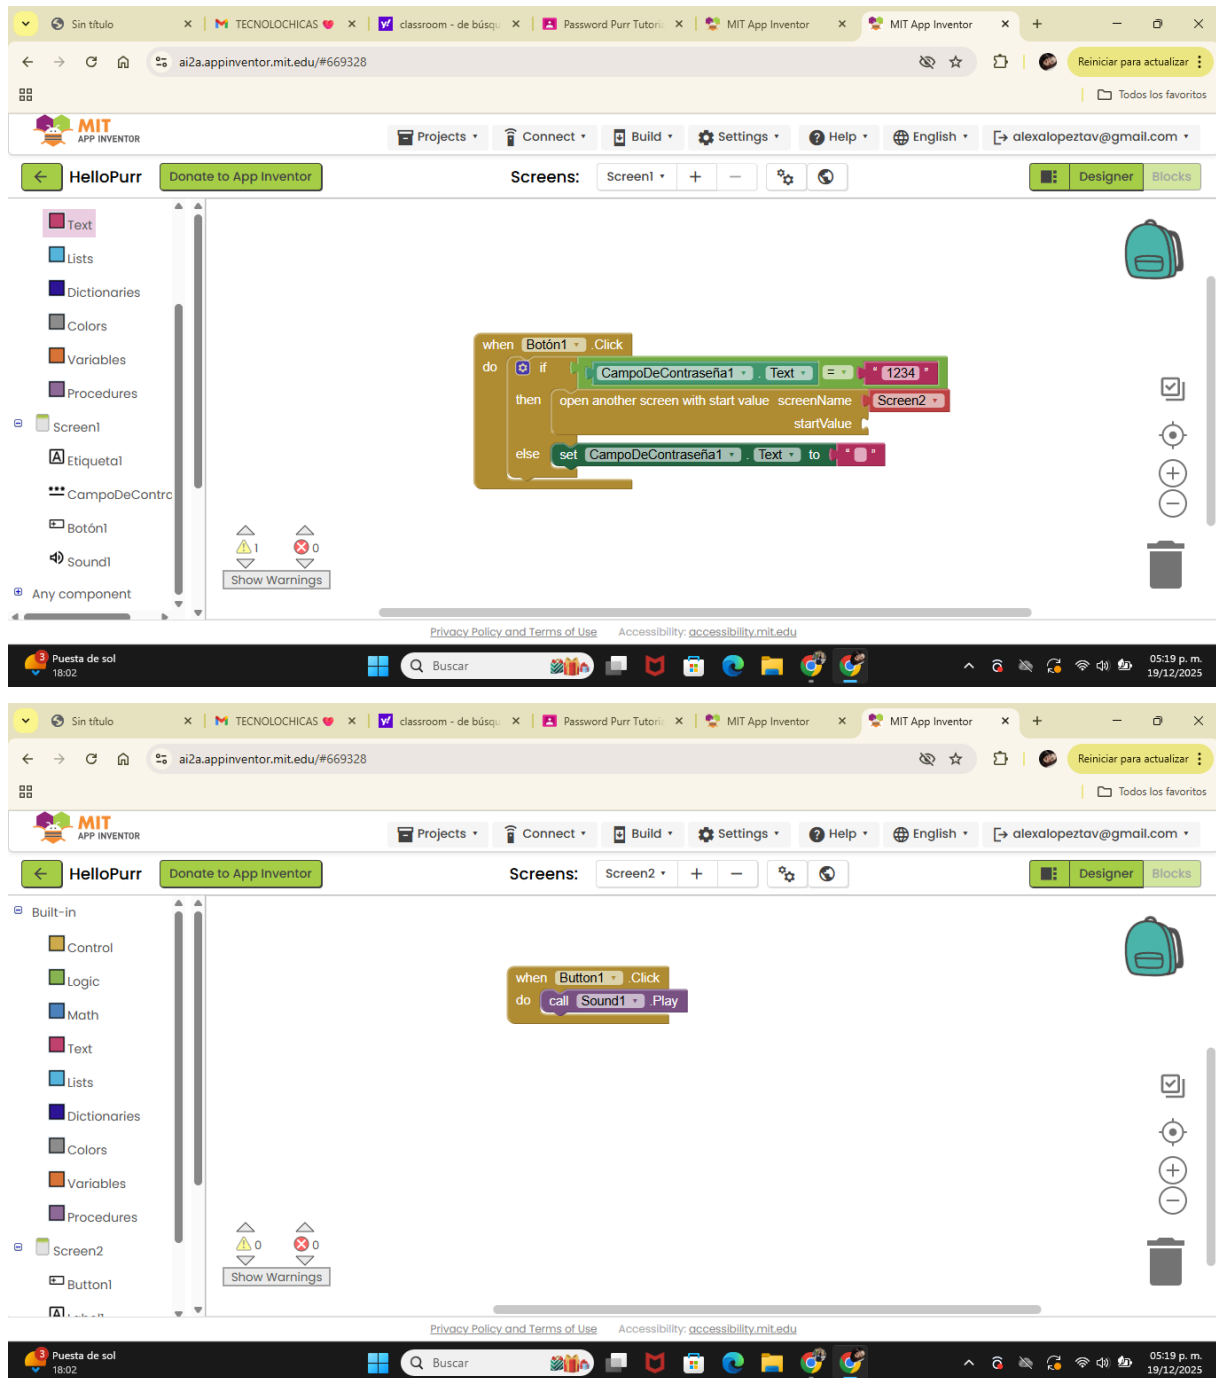 Sin título
TECNOLOCHICAS
classroom - de búsqu
Password Purr Tutoria
MIT App Inventor
MIT App Inventor
ai2a.appinventor.mit.edu/#669328
Reiniciar para actualizar
Todos los favoritos
MIT
APP INVENTOR
Projects
Connect
Build
Settings
Help
English
alexalopeztav@gmail.com
HelloPurr
Donate to App Inventor
Screens:
Screen1
Designer
Blocks
Text
Lists
Dictionaries
Colors
Variables
Procedures
Screen1
Etiqueta1
CampoDeContrc
Botón1
Sound1
Any component
when Botón1 .Click
do if CampoDeContraseña1 . Text = " 1234 "
then open another screen with start value screenName Screen2
startValue
else set CampoDeContraseña1 . Text to " "
1 0
Show Warnings
Privacy Policy and Terms of Use Accessibility: accessibility.mit.edu
3
Puesta de sol
18:02
Buscar
05:19 p. m.
19/12/2025
Sin título
TECNOLOCHICAS
classroom - de búsqu
Password Purr Tutoria
MIT App Inventor
MIT App Inventor
ai2a.appinventor.mit.edu/#669328
Reiniciar para actualizar
Todos los favoritos
MIT
APP INVENTOR
Projects
Connect
Build
Settings
Help
English
alexalopeztav@gmail.com
HelloPurr
Donate to App Inventor
Screens:
Screen2
Designer
Blocks
Built-in
Control
Logic
Math
Text
Lists
Dictionaries
Colors
Variables
Procedures
Screen2
Button1
when Button1 .Click
do call Sound1 .Play
0 0
Show Warnings
Privacy Policy and Terms of Use Accessibility: accessibility.mit.edu
3
Puesta de sol
18:02
Buscar
05:19 p. m.
19/12/2025